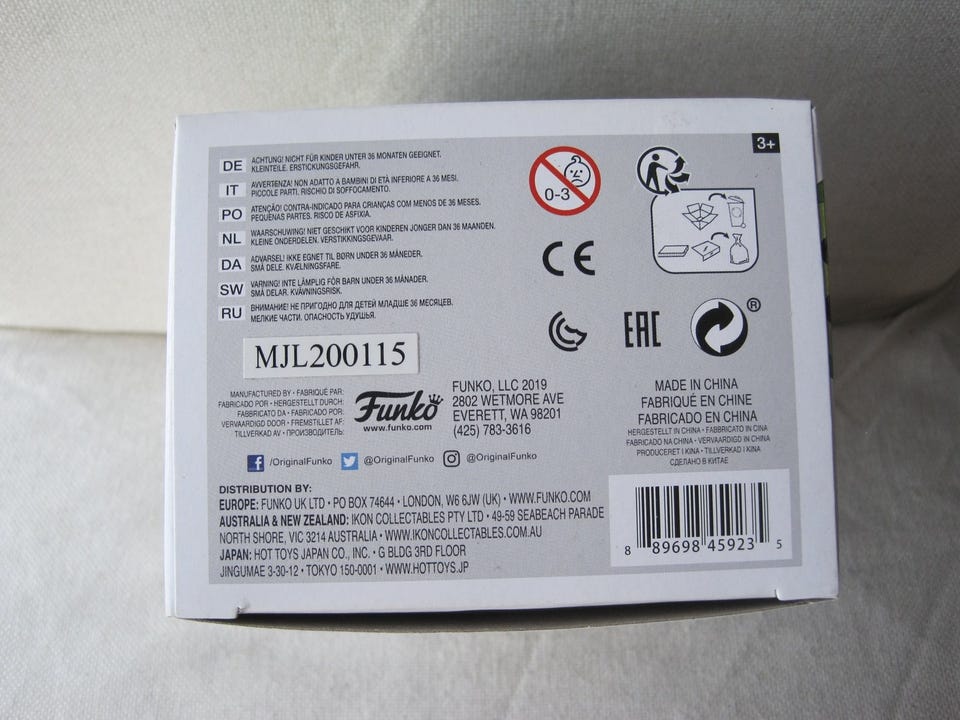 3+
DE ACHTUNG! NICHT FÜR KINDER UNTER 36 MONATEN GEEIGNET.
KLEINTEILE. ERSTICKUNGSGEFAHR.
IT AVVERTENZA! NON ADATTO A BAMBINI DI ETÀ INFERIORE A 36 MESI.
PICCOLE PARTI. RISCHIO DI SOFFOCAMENTO.
PO ATENÇÃO! CONTRA-INDICADO PARA CRIANÇAS COM MENOS DE 36 MESES.
PEQUENAS PARTES. RISCO DE ASFIXIA.
NL WAARSCHUWING! NIET GESCHIKT VOOR KINDEREN JONGER DAN 36 MAANDEN.
KLEINE ONDERDELEN. VERSTIKKINGSGEVAAR.
DA ADVARSEL! IKKE EGNET TIL BØRN UNDER 36 MÅNEDER.
SMÅ DELE. KVÆLNINGSFARE.
SW VARNING! INTE LÄMPLIG FÖR BARN UNDER 36 MÅNADER.
SMÅ DELAR. KVÄVNINGSRISK.
RU ВНИМАНИЕ! НЕ ПРИГОДНО ДЛЯ ДЕТЕЙ МЛАДШЕ 36 МЕСЯЦЕВ.
МЕЛКИЕ ЧАСТИ. ОПАСНОСТЬ УДУШЬЯ.
0-3
CE
EAC
®
MJL200115
MANUFACTURED BY • FABRIQUÉ PAR:
FABRICADO POR • HERGESTELLT DURCH:
FABBRICATO DA • FABRICADO POR:
VERVAARDIGD DOOR • FREMSTILLET AF:
TILLVERKAD AV • ПРОИЗВОДИТЕЛЬ:
Funko
www.funko.com
FUNKO, LLC 2019
2802 WETMORE AVE
EVERETT, WA 98201
(425) 783-3616
MADE IN CHINA
FABRIQUÉ EN CHINE
FABRICADO EN CHINA
HERGESTELLT IN CHINA • FABBRICATO IN CINA
FABRICADO NA CHINA • VERVAARDIGD IN CHINA
PRODUCERET I KINA • TILLVERKAD I KINA
СДЕЛАНО В КИТАЕ
/OriginalFunko @OriginalFunko @OriginalFunko
DISTRIBUTION BY:
EUROPE: FUNKO UK LTD • PO BOX 74644 • LONDON, W6 6JW (UK) • WWW.FUNKO.COM
AUSTRALIA & NEW ZEALAND: IKON COLLECTABLES PTY LTD • 49-59 SEABEACH PARADE
NORTH SHORE, VIC 3214 AUSTRALIA • WWW.IKONCOLLECTABLES.COM.AU
JAPAN: HOT TOYS JAPAN CO., INC. • G BLDG 3RD FLOOR
JINGUMAE 3-30-12 • TOKYO 150-0001 • WWW.HOTTOYS.JP
8 89698 45923 5